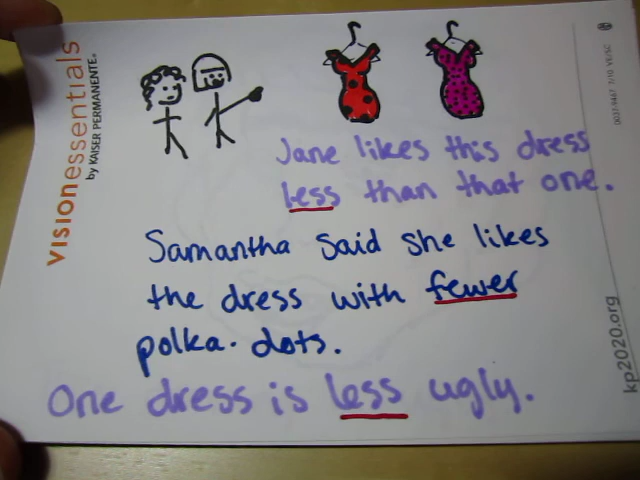 visionessentials
by KAISER PERMANENTE®
Jane likes this dress
less than that one.
Samantha said she likes
the dress with fewer
polka-dots.
One dress is less ugly.
kp2020.org